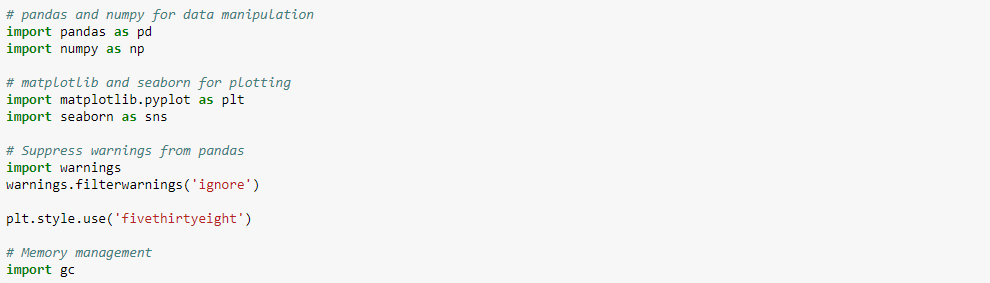 # pandas and numpy for data manipulation
import pandas as pd
import numpy as np
# matplotlib and seaborn for plotting
import matplotlib.pyplot as plt
import seaborn as sns
# Suppress warnings from pandas
import warnings
warnings.filterwarnings('ignore')
plt.style.use('fivethirtyeight')
# Memory management
import gc